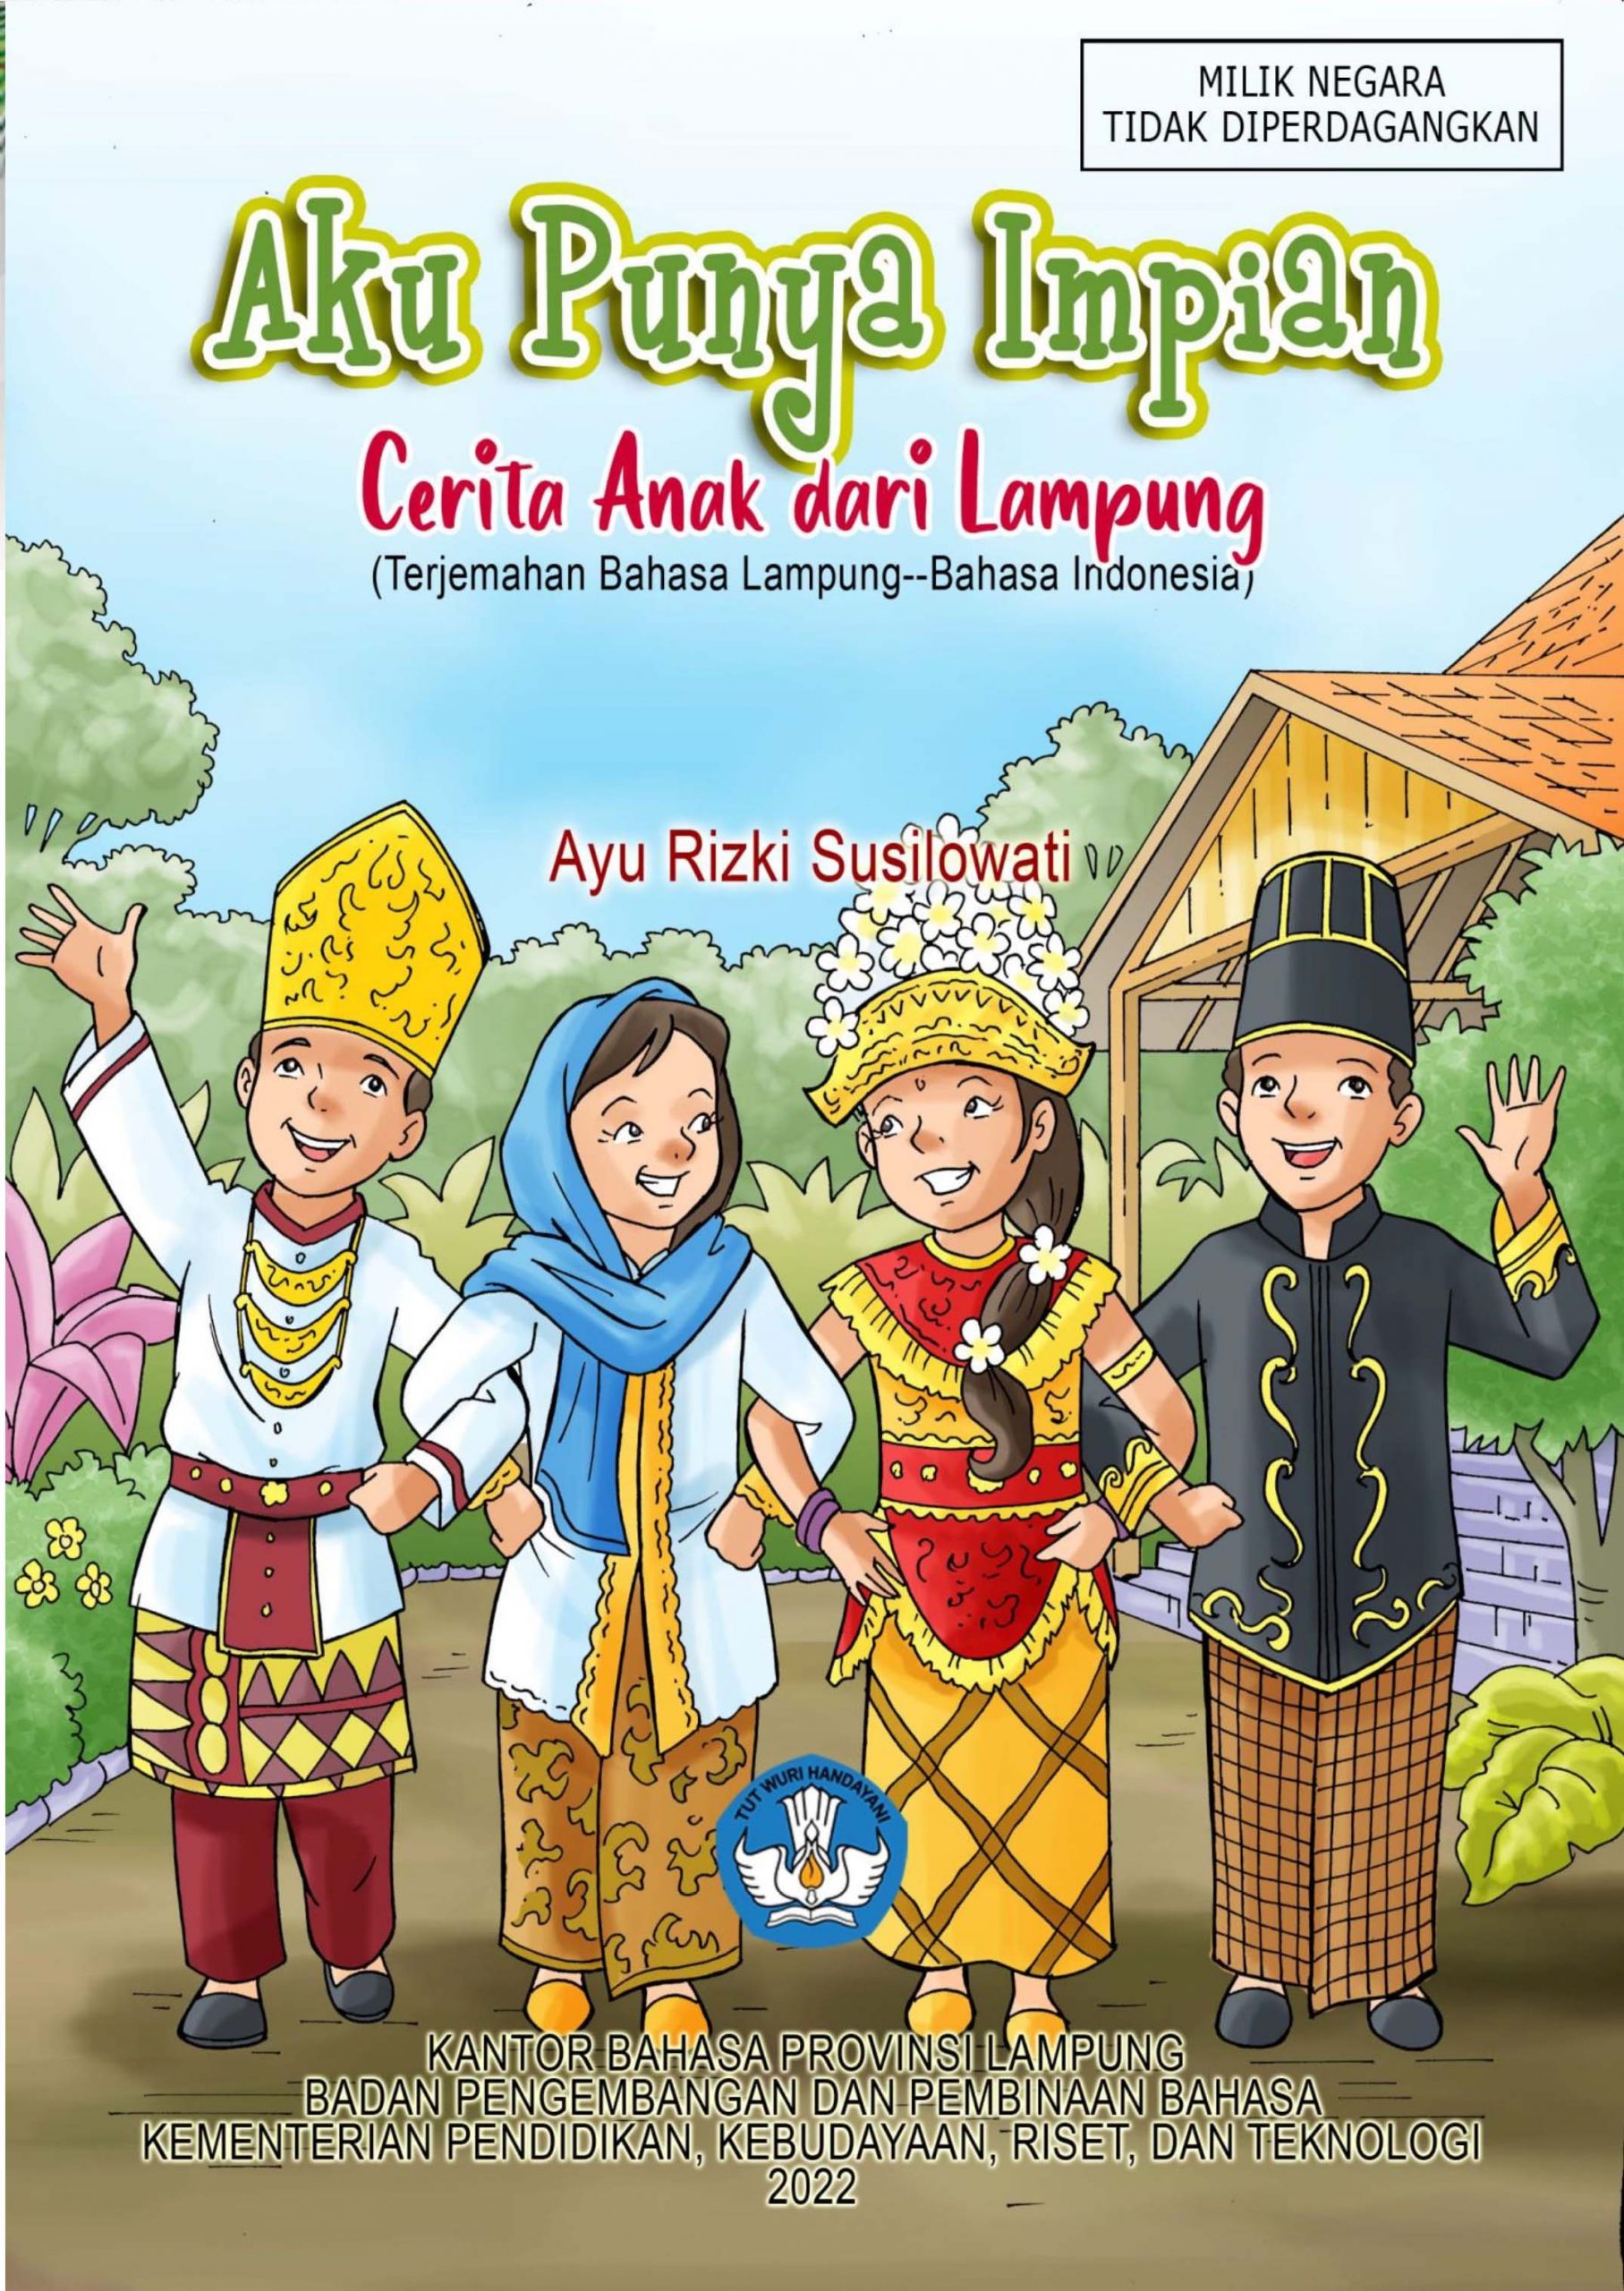 MILIK NEGARA
TIDAK DIPERDAGANGKAN
Aku Punya Impian
Cerita Anak dari Lampung
(Terjemahan Bahasa Lampung--Bahasa Indonesia)
Ayu Rizki Susilowati
TUT WURI HANDAYANI
KANTOR BAHASA PROVINSI LAMPUNG
BADAN PENGEMBANGAN DAN PEMBINAAN BAHASA
KEMENTERIAN PENDIDIKAN, KEBUDAYAAN, RISET, DAN TEKNOLOGI
2022